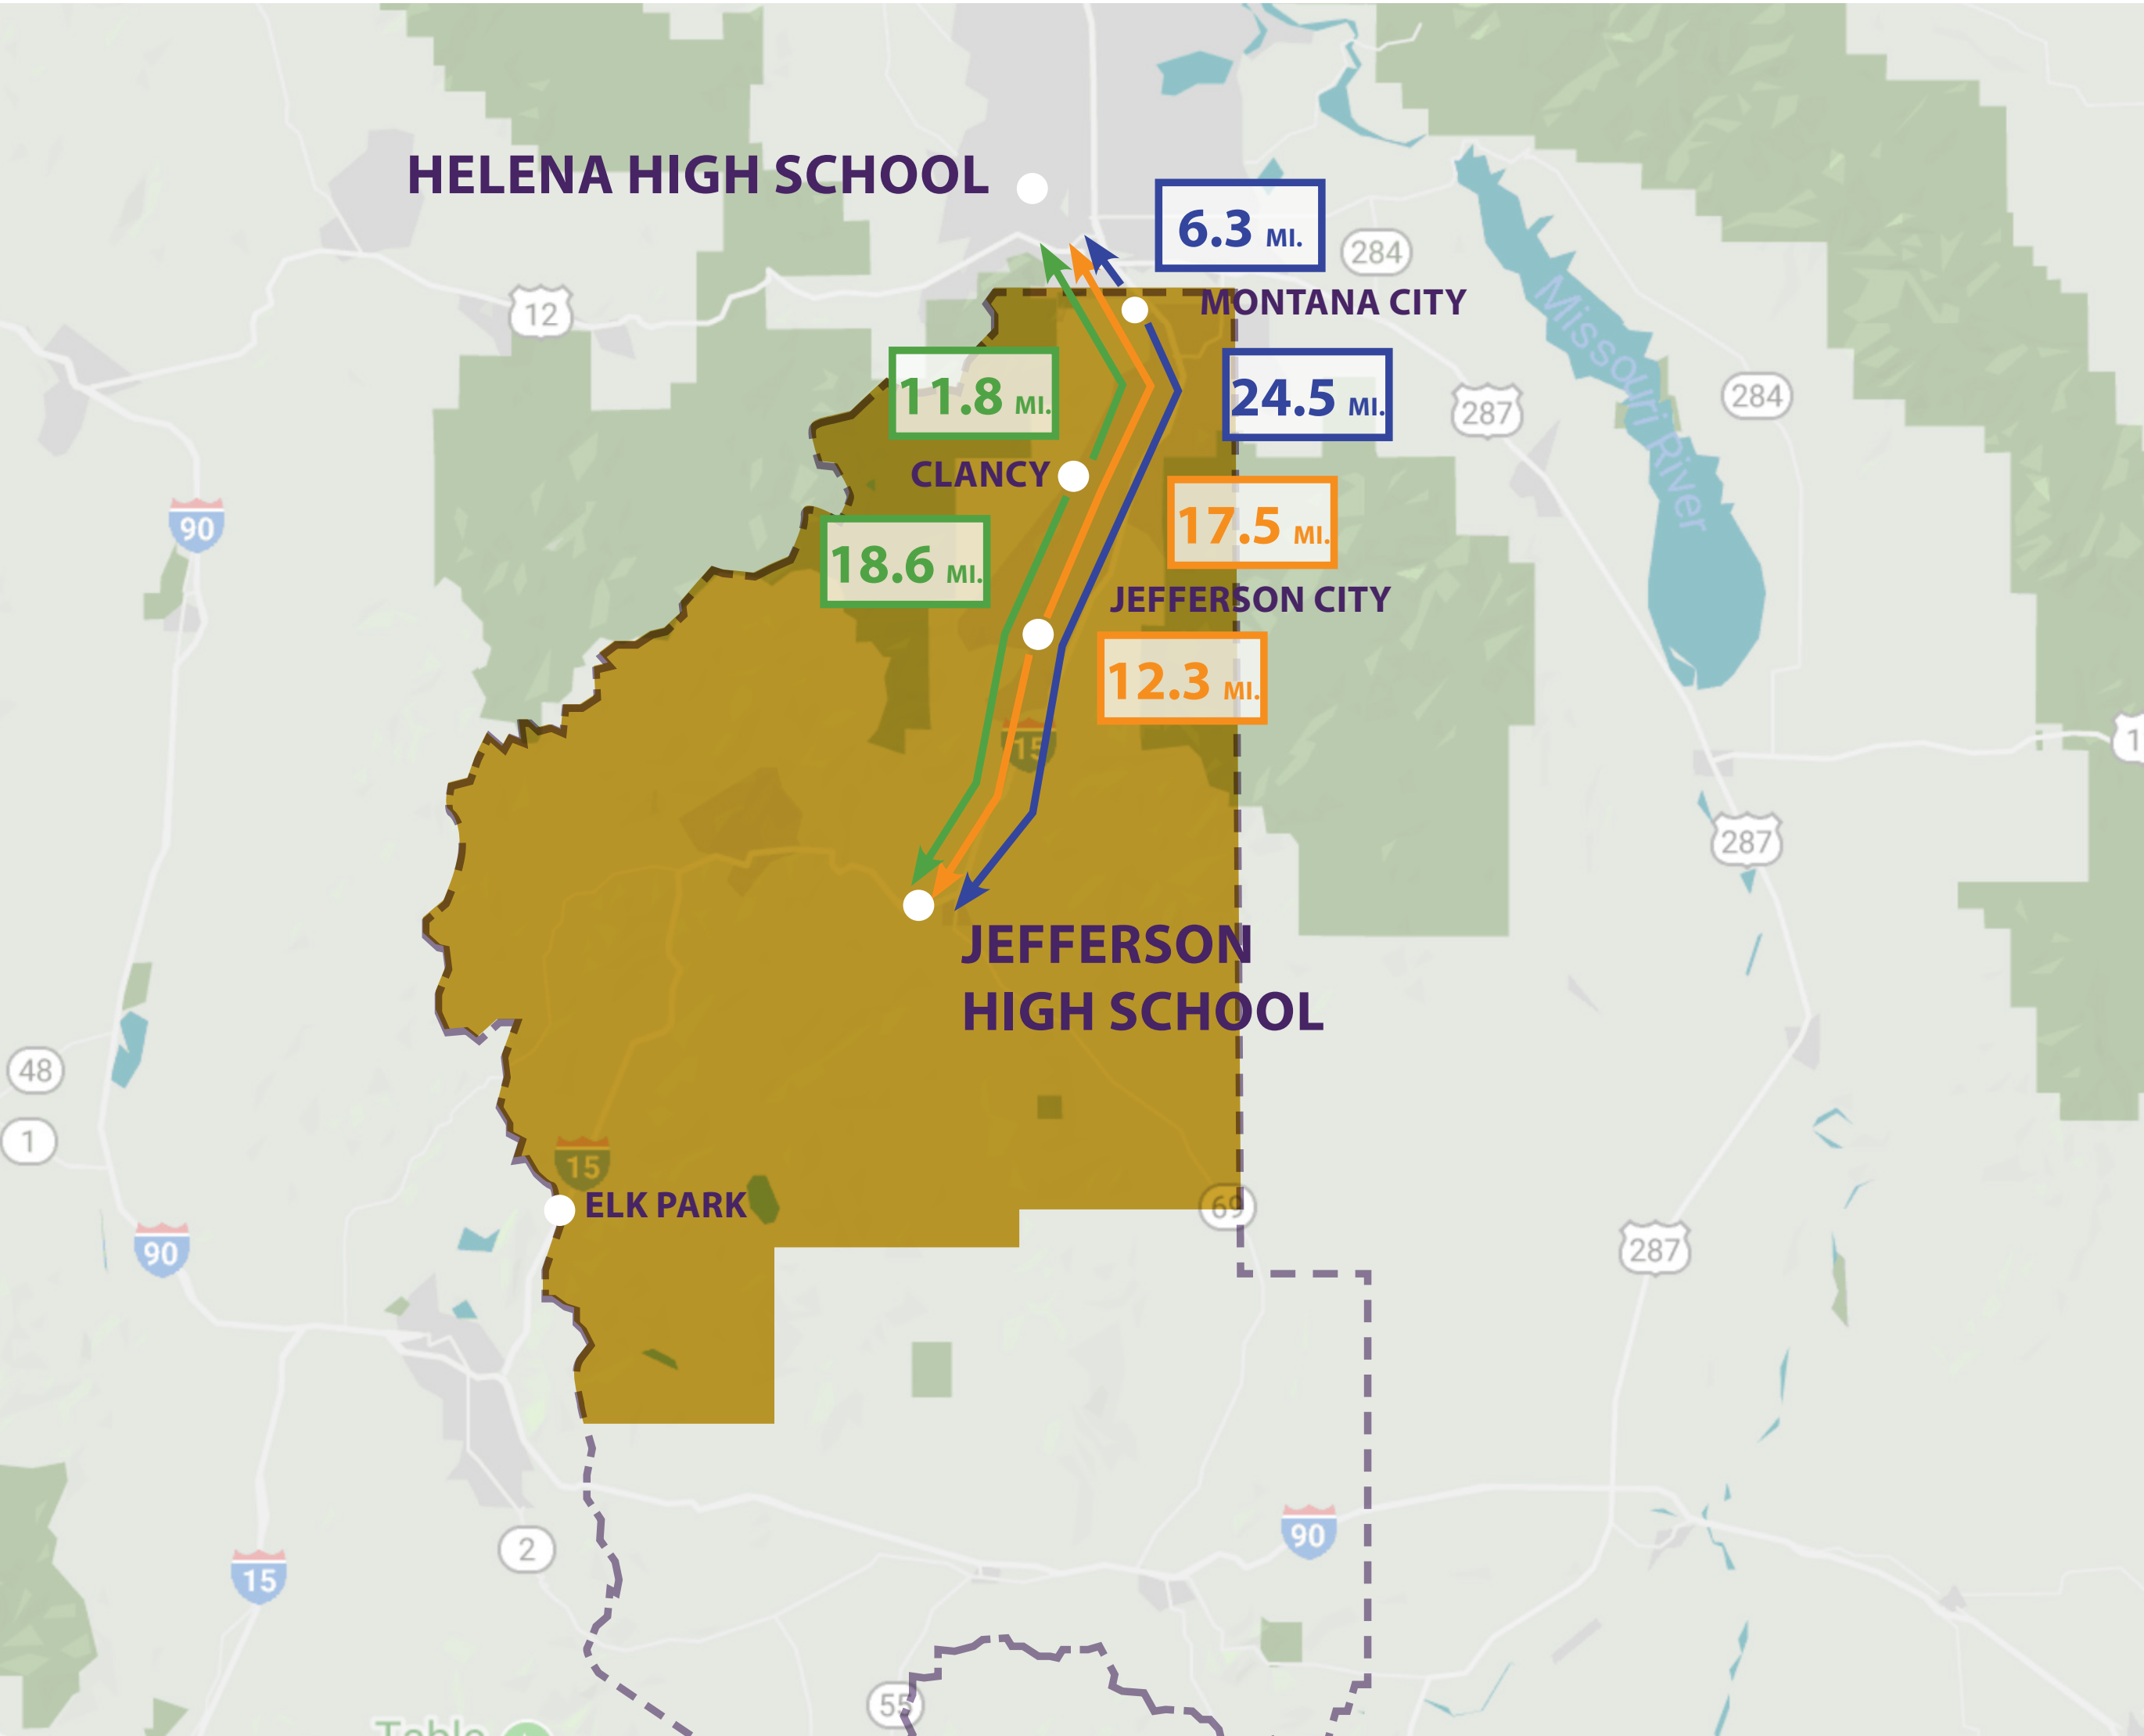 HELENA HIGH SCHOOL
6.3 MI.
284
12
MONTANA CITY
Missouri River
11.8 MI.
24.5 MI.
284
287
CLANCY
90
17.5 MI.
18.6 MI.
JEFFERSON CITY
12.3 MI.
15
1
287
JEFFERSON
HIGH SCHOOL
48
1
15
ELK PARK
69
90
287
90
2
15
55
Table